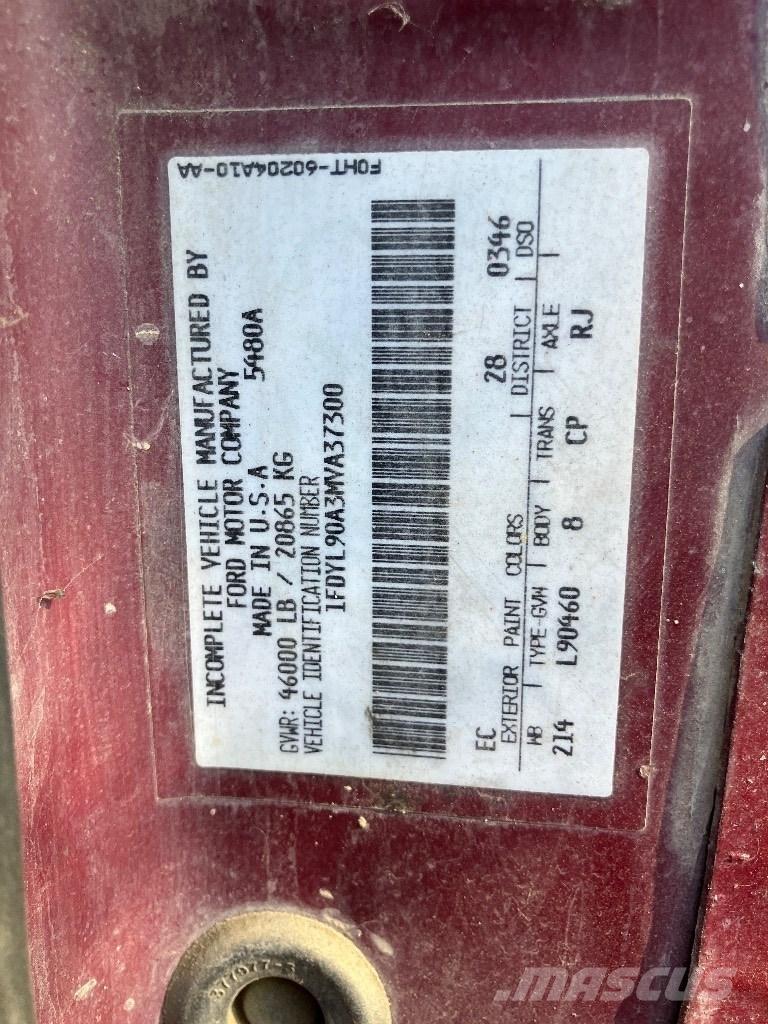 INCOMPLETE VEHICLE MANUFACTURED BY
FORD MOTOR COMPANY
MADE IN U.S.A
5480A
GVWR: 46000 LB / 20865 KG
VEHICLE IDENTIFICATION NUMBER
1FDYL90A3MVA37300
EC 28 0346
EXTERIOR PAINT COLORS DISTRICT DSO
WB TYPE-GVW BODY TRANS AXLE
214 L90460 8 CP RJ
F0HT-60204A10-AA
377077-S
MASCUS